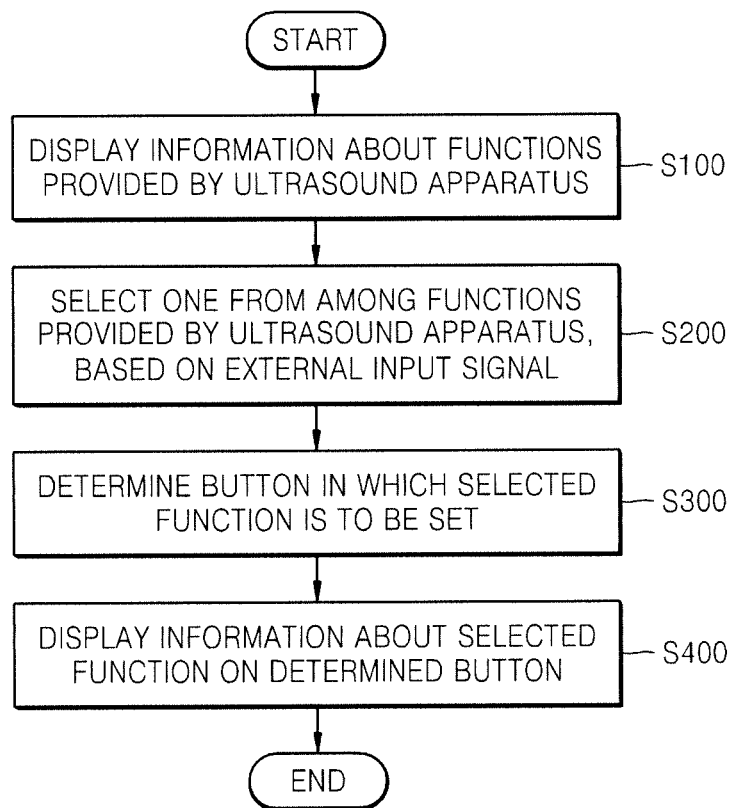 START
DISPLAY INFORMATION ABOUT FUNCTIONS
PROVIDED BY ULTRASOUND APPARATUS
S100
SELECT ONE FROM AMONG FUNCTIONS
PROVIDED BY ULTRASOUND APPARATUS,
BASED ON EXTERNAL INPUT SIGNAL
S200
DETERMINE BUTTON IN WHICH SELECTED
FUNCTION IS TO BE SET
S300
DISPLAY INFORMATION ABOUT SELECTED
FUNCTION ON DETERMINED BUTTON
S400
END